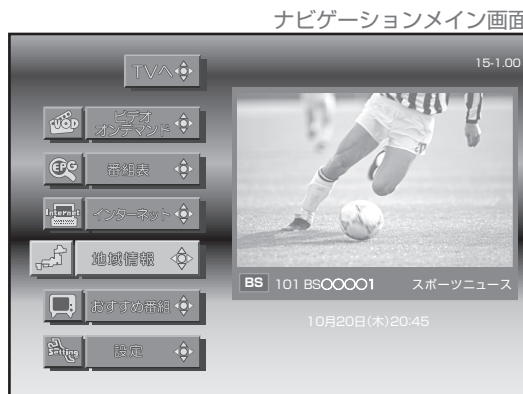 ナビゲーションメイン画面
15-1.00
TVへ
VOD
ビデオ
オンデマンド
EPG
番組表
Internet
インターネット
地域情報
おすすめ番組
Setting
設定
BS 101 BS〇〇〇〇1 スポーツニュース
10月20日(木)20:45